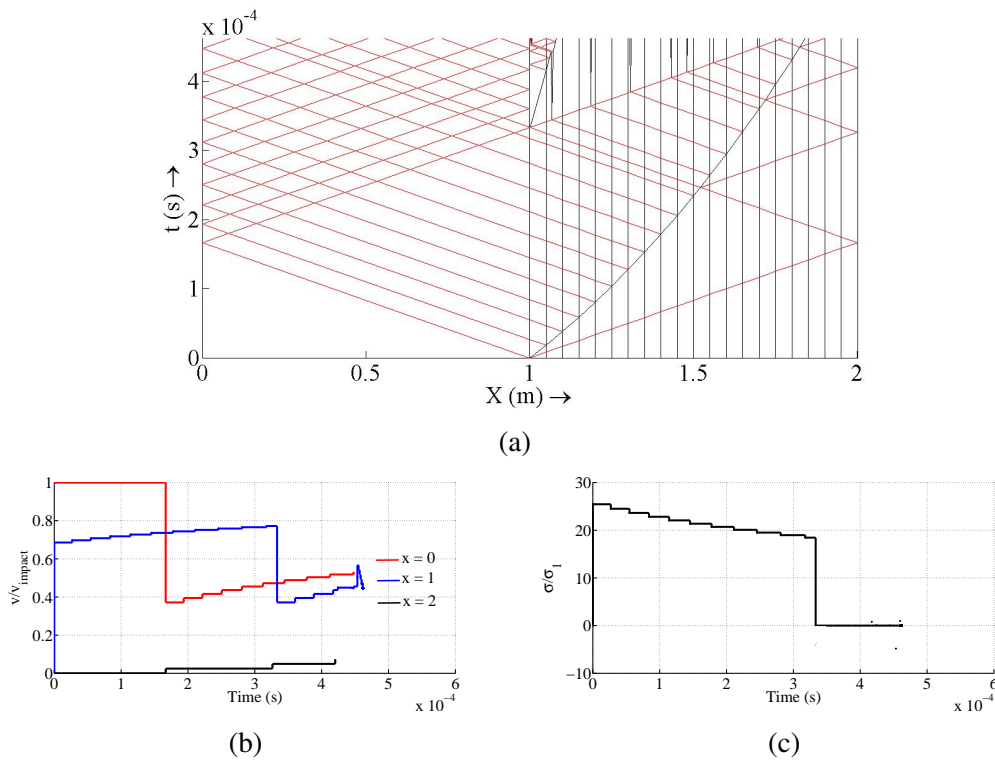 x 10⁻⁴
4
3
2
1
0
t (s) →
0
0.5
1
1.5
2
X (m) →
(a)
1
0.8
0.6
0.4
0.2
0
v/v_impact
x = 0
x = 1
x = 2
0
1
2
3
4
5
6
Time (s)
x 10⁻⁴
(b)
30
20
10
0
−10
σ/σ₁
0
1
2
3
4
5
6
Time (s)
x 10⁻⁴
(c)